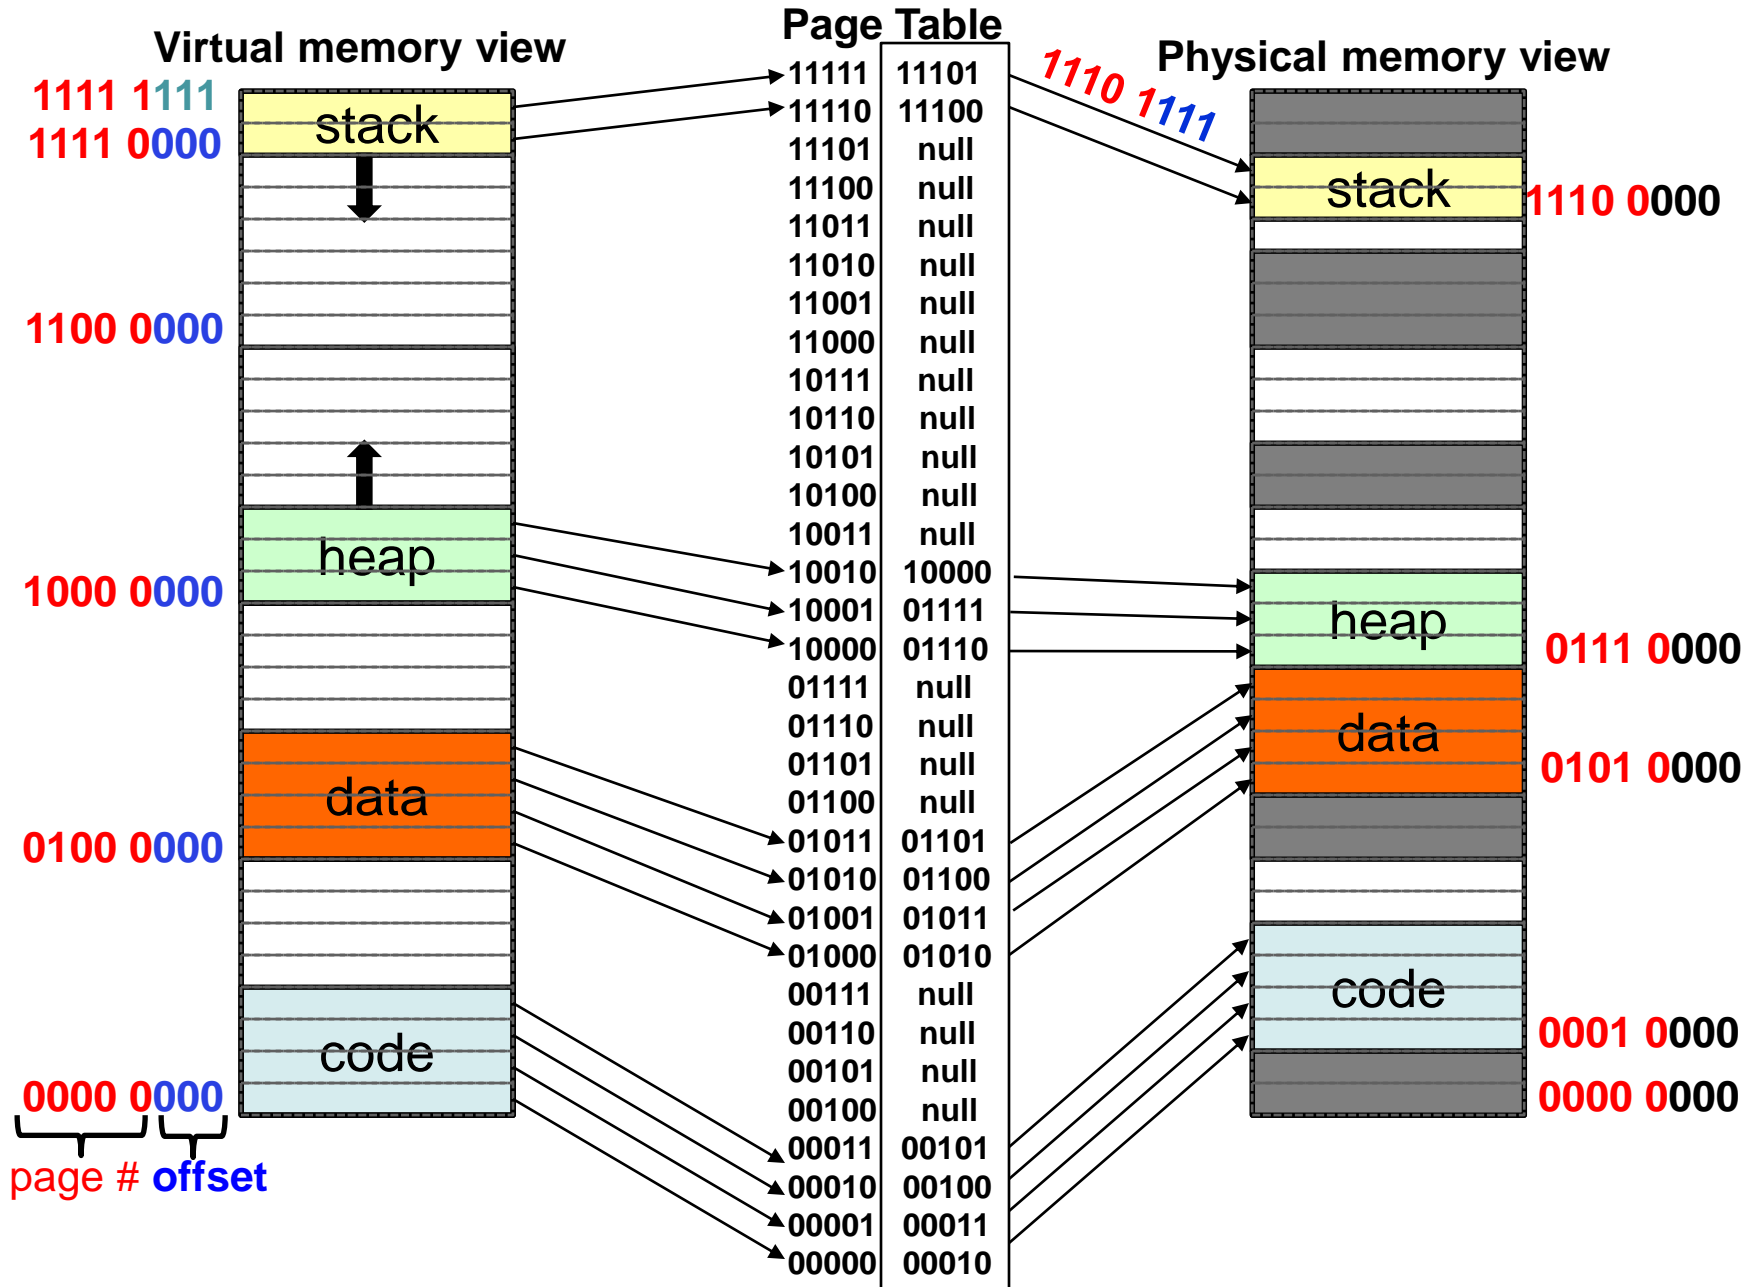 Page Table
Virtual memory view
Physical memory view
1111 1111
1111 0000
1100 0000
1000 0000
0100 0000
0000 0000
page # offset
stack
heap
data
code
11111 11101
11110 11100
11101 null
11100 null
11011 null
11010 null
11001 null
11000 null
10111 null
10110 null
10101 null
10100 null
10011 null
10010 10000
10001 01111
10000 01110
01111 null
01110 null
01101 null
01100 null
01011 01101
01010 01100
01001 01011
01000 01010
00111 null
00110 null
00101 null
00100 null
00011 00101
00010 00100
00001 00011
00000 00010
1110 1111
stack
heap
data
code
1110 0000
0111 0000
0101 0000
0001 0000
0000 0000